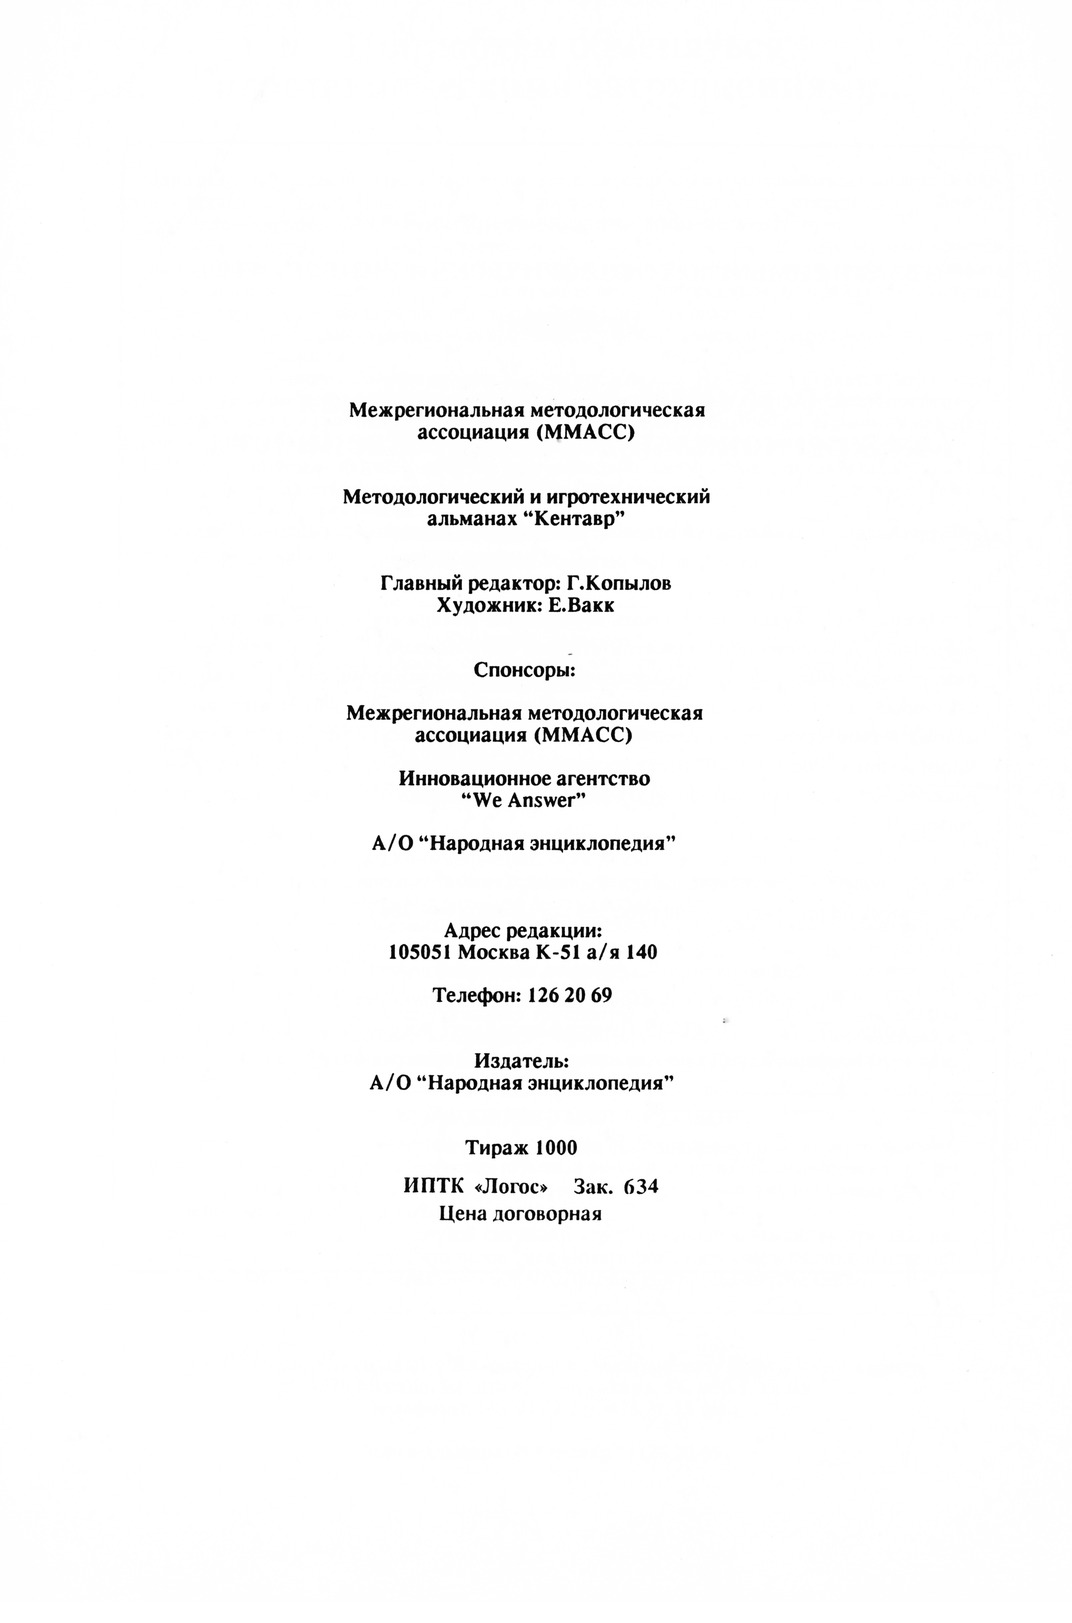 Межрегиональная методологическая
ассоциация (ММАСС)
Методологический и игротехнический
альманах “Кентавр”
Главный редактор: Г.Копылов
Художник: Е.Вакк
Спонсоры:
Межрегиональная методологическая
ассоциация (ММАСС)
Инновационное агентство
“We Answer”
А/О “Народная энциклопедия”
Адрес редакции:
105051 Москва К-51 а/я 140
Телефон: 126 20 69
Издатель:
А/О “Народная энциклопедия”
Тираж 1000
ИПТК «Логос» Зак. 634
Цена договорная